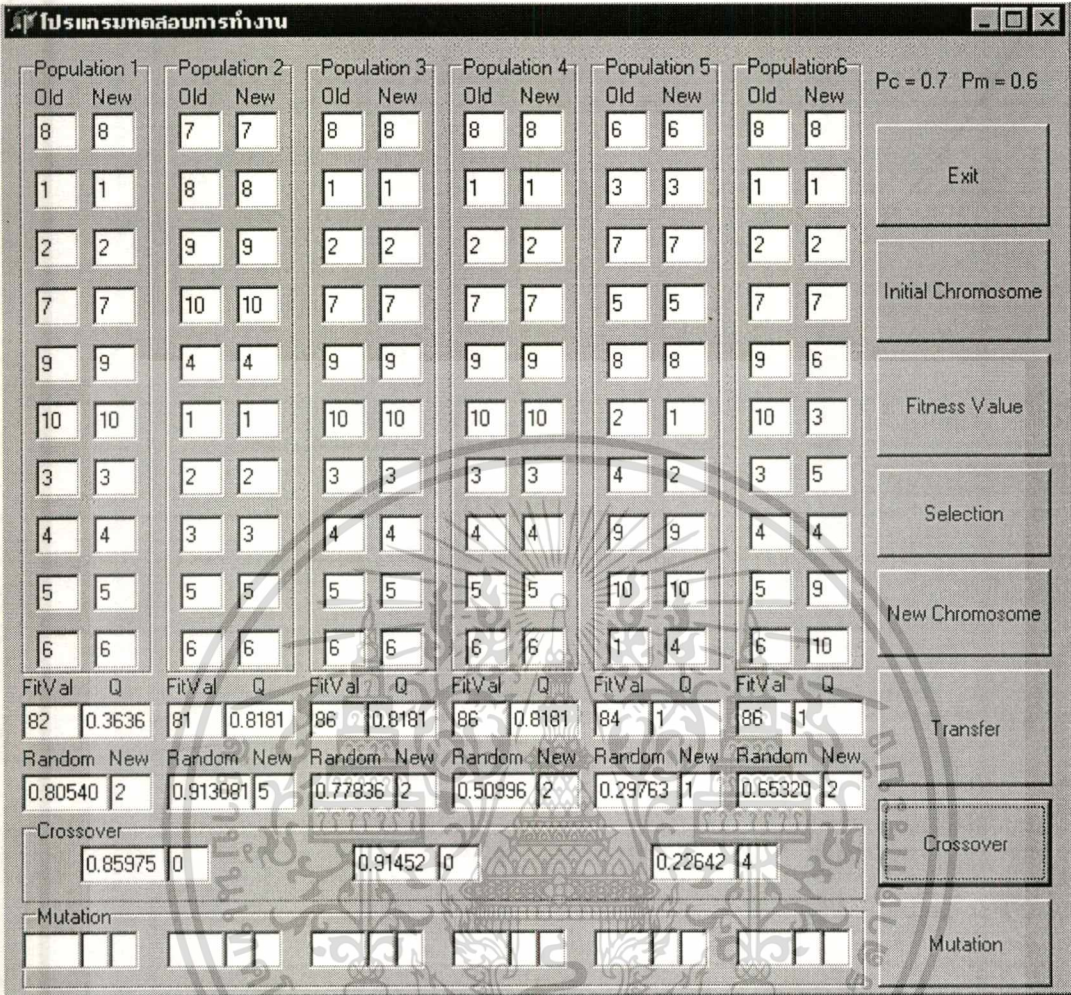 โปรแกรมทดสอบการทำงาน
Population 1 Population 2 Population 3 Population 4 Population 5 Population6
Old New Old New Old New Old New Old New Old New
Pc = 0.7 Pm = 0.6
8 8 7 7 8 8 8 8 6 6 8 8
1 1 8 8 1 1 1 1 3 3 1 1
Exit
2 2 9 9 2 2 2 2 7 7 2 2
7 7 10 10 7 7 7 7 5 5 7 7
Initial Chromosome
9 9 4 4 9 9 9 9 8 8 9 6
10 10 1 1 10 10 10 10 2 1 10 3
Fitness Value
3 3 2 2 3 3 3 3 4 2 3 5
4 4 3 3 4 4 4 4 9 9 4 4
Selection
5 5 5 5 5 5 5 5 10 10 5 9
6 6 6 6 6 6 6 6 1 4 6 10
New Chromosome
FitVal Q FitVal Q FitVal Q FitVal Q FitVal Q FitVal Q
82 0.3636 81 0.8181 86 0.8181 86 0.8181 84 1 86 1
Transfer
Random New Random New Random New Random New Random New Random New
0.80540 2 0.913081 5 0.77836 2 0.50996 2 0.29763 1 0.65320 2
Crossover
0.85975 0 0.91452 0 0.22642 4
Crossover
Mutation
Mutation